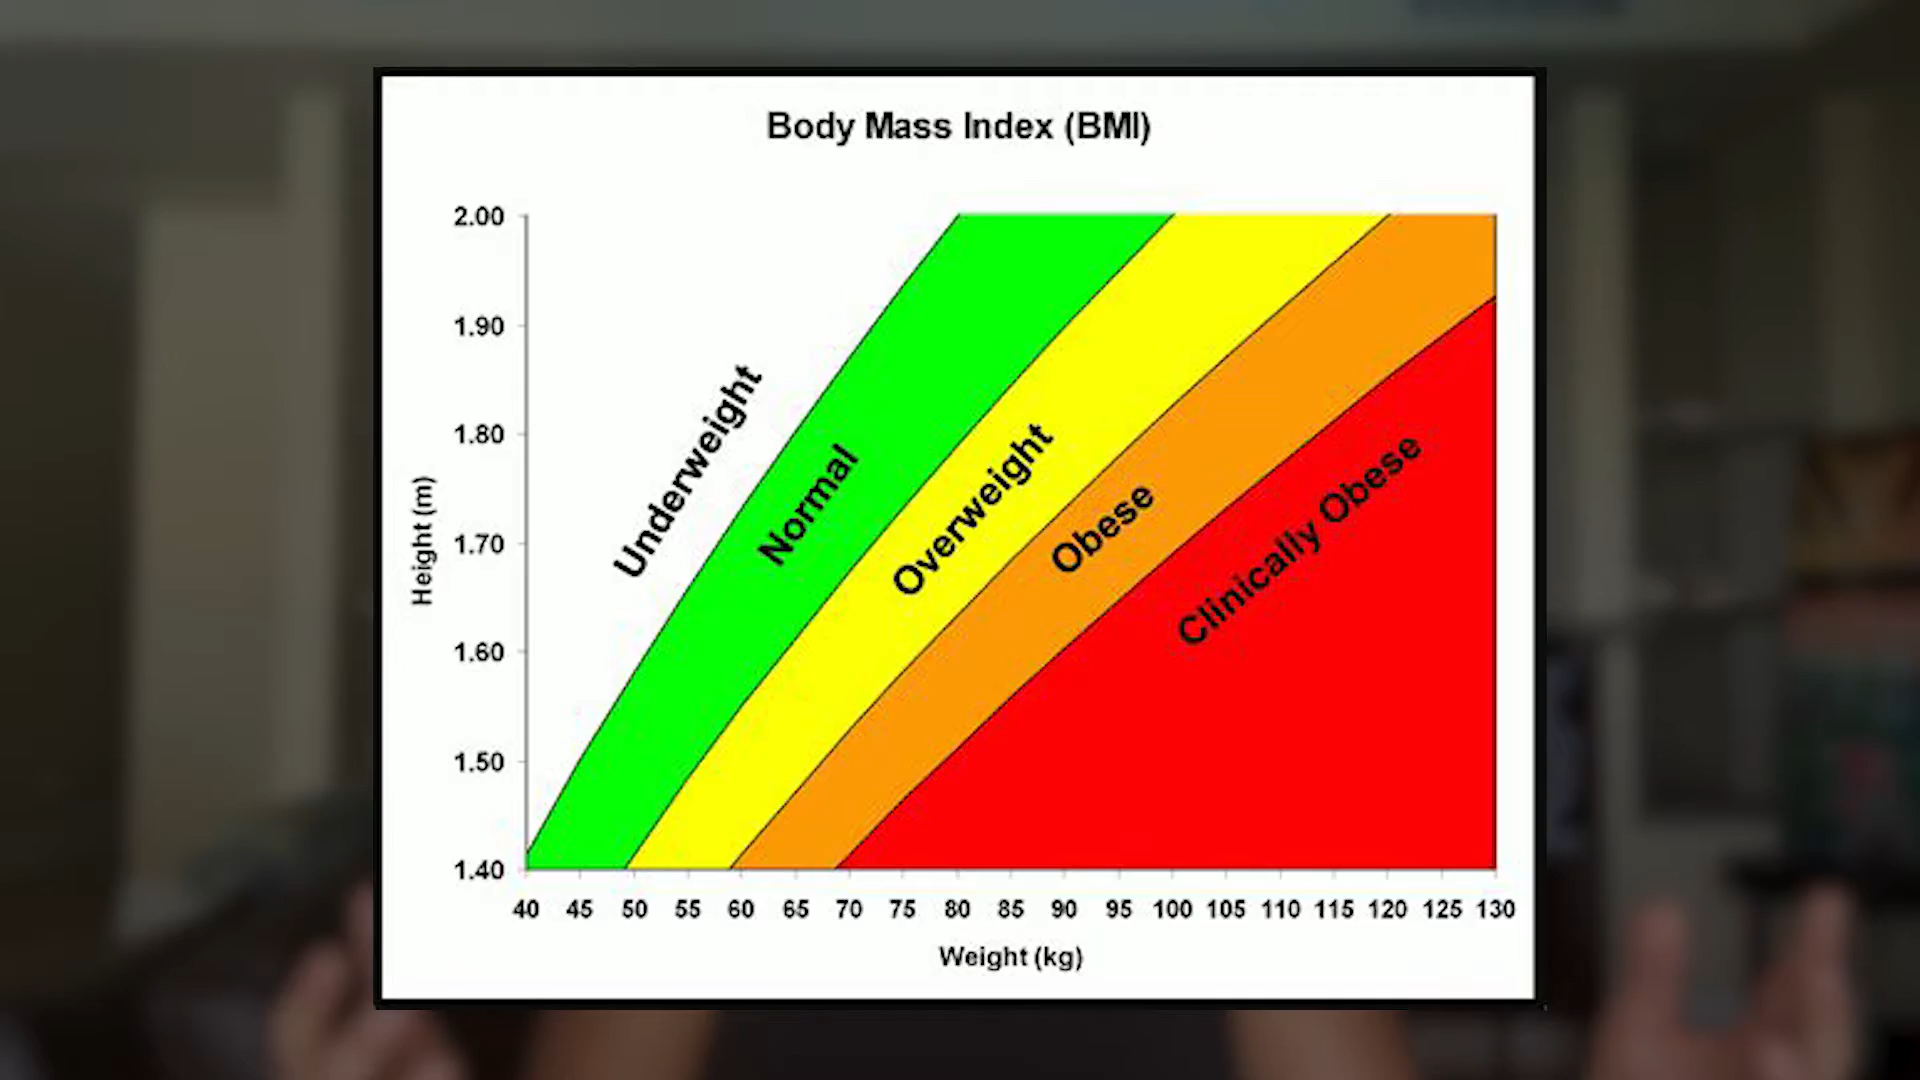 Body Mass Index (BMI)
2.00
1.90
1.80
1.70
1.60
1.50
1.40
Height (m)
Underweight
Normal
Overweight
Obese
Clinically Obese
40 45 50 55 60 65 70 75 80 85 90 95 100 105 110 115 120 125 130
Weight (kg)